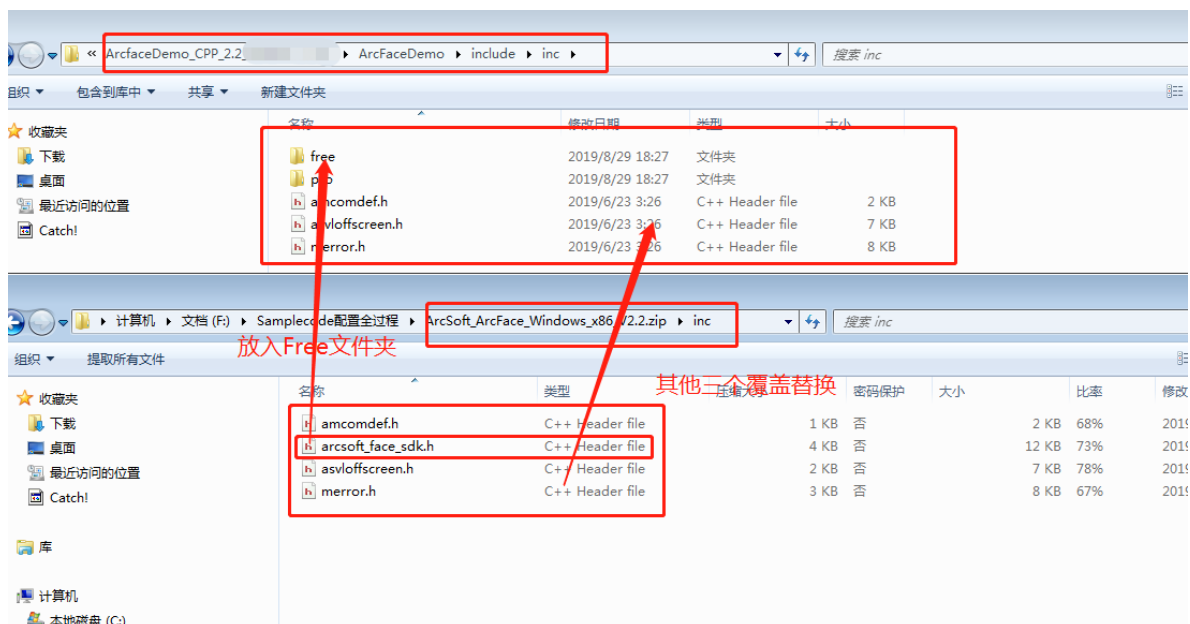 « ArcfaceDemo_CPP_2.2_ ▸ ArcFaceDemo ▸ include ▸ inc ▸ 搜索 inc
组织 包含到库中 共享 新建文件夹
名称 修改日期 类型 大小
收藏夹
下载
桌面
最近访问的位置
Catch!
free 2019/8/29 18:27 文件夹
2019/8/29 18:27 文件夹
amcomdef.h 2019/6/23 3:26 C++ Header file 2 KB
asvloffscreen.h 2019/6/23 3:26 C++ Header file 7 KB
merror.h 2019/6/23 3:26 C++ Header file 8 KB
▸ 计算机 ▸ 文档 (F:) ▸ Samplecode配置全过程 ▸ ArcSoft_ArcFace_Windows_x86_V2.2.zip ▸ inc 搜索 inc
放入Free文件夹
组织 提取所有文件
其他三个覆盖替换
名称 类型 压缩大小 密码保护 大小 比率 修改
收藏夹
下载
桌面
最近访问的位置
Catch!
库
计算机
本地磁盘 (C:)
amcomdef.h C++ Header file 1 KB 否 2 KB 68% 2019
arcsoft_face_sdk.h C++ Header file 4 KB 否 12 KB 73% 2019
asvloffscreen.h C++ Header file 2 KB 否 7 KB 78% 2019
merror.h C++ Header file 3 KB 否 8 KB 67% 2019